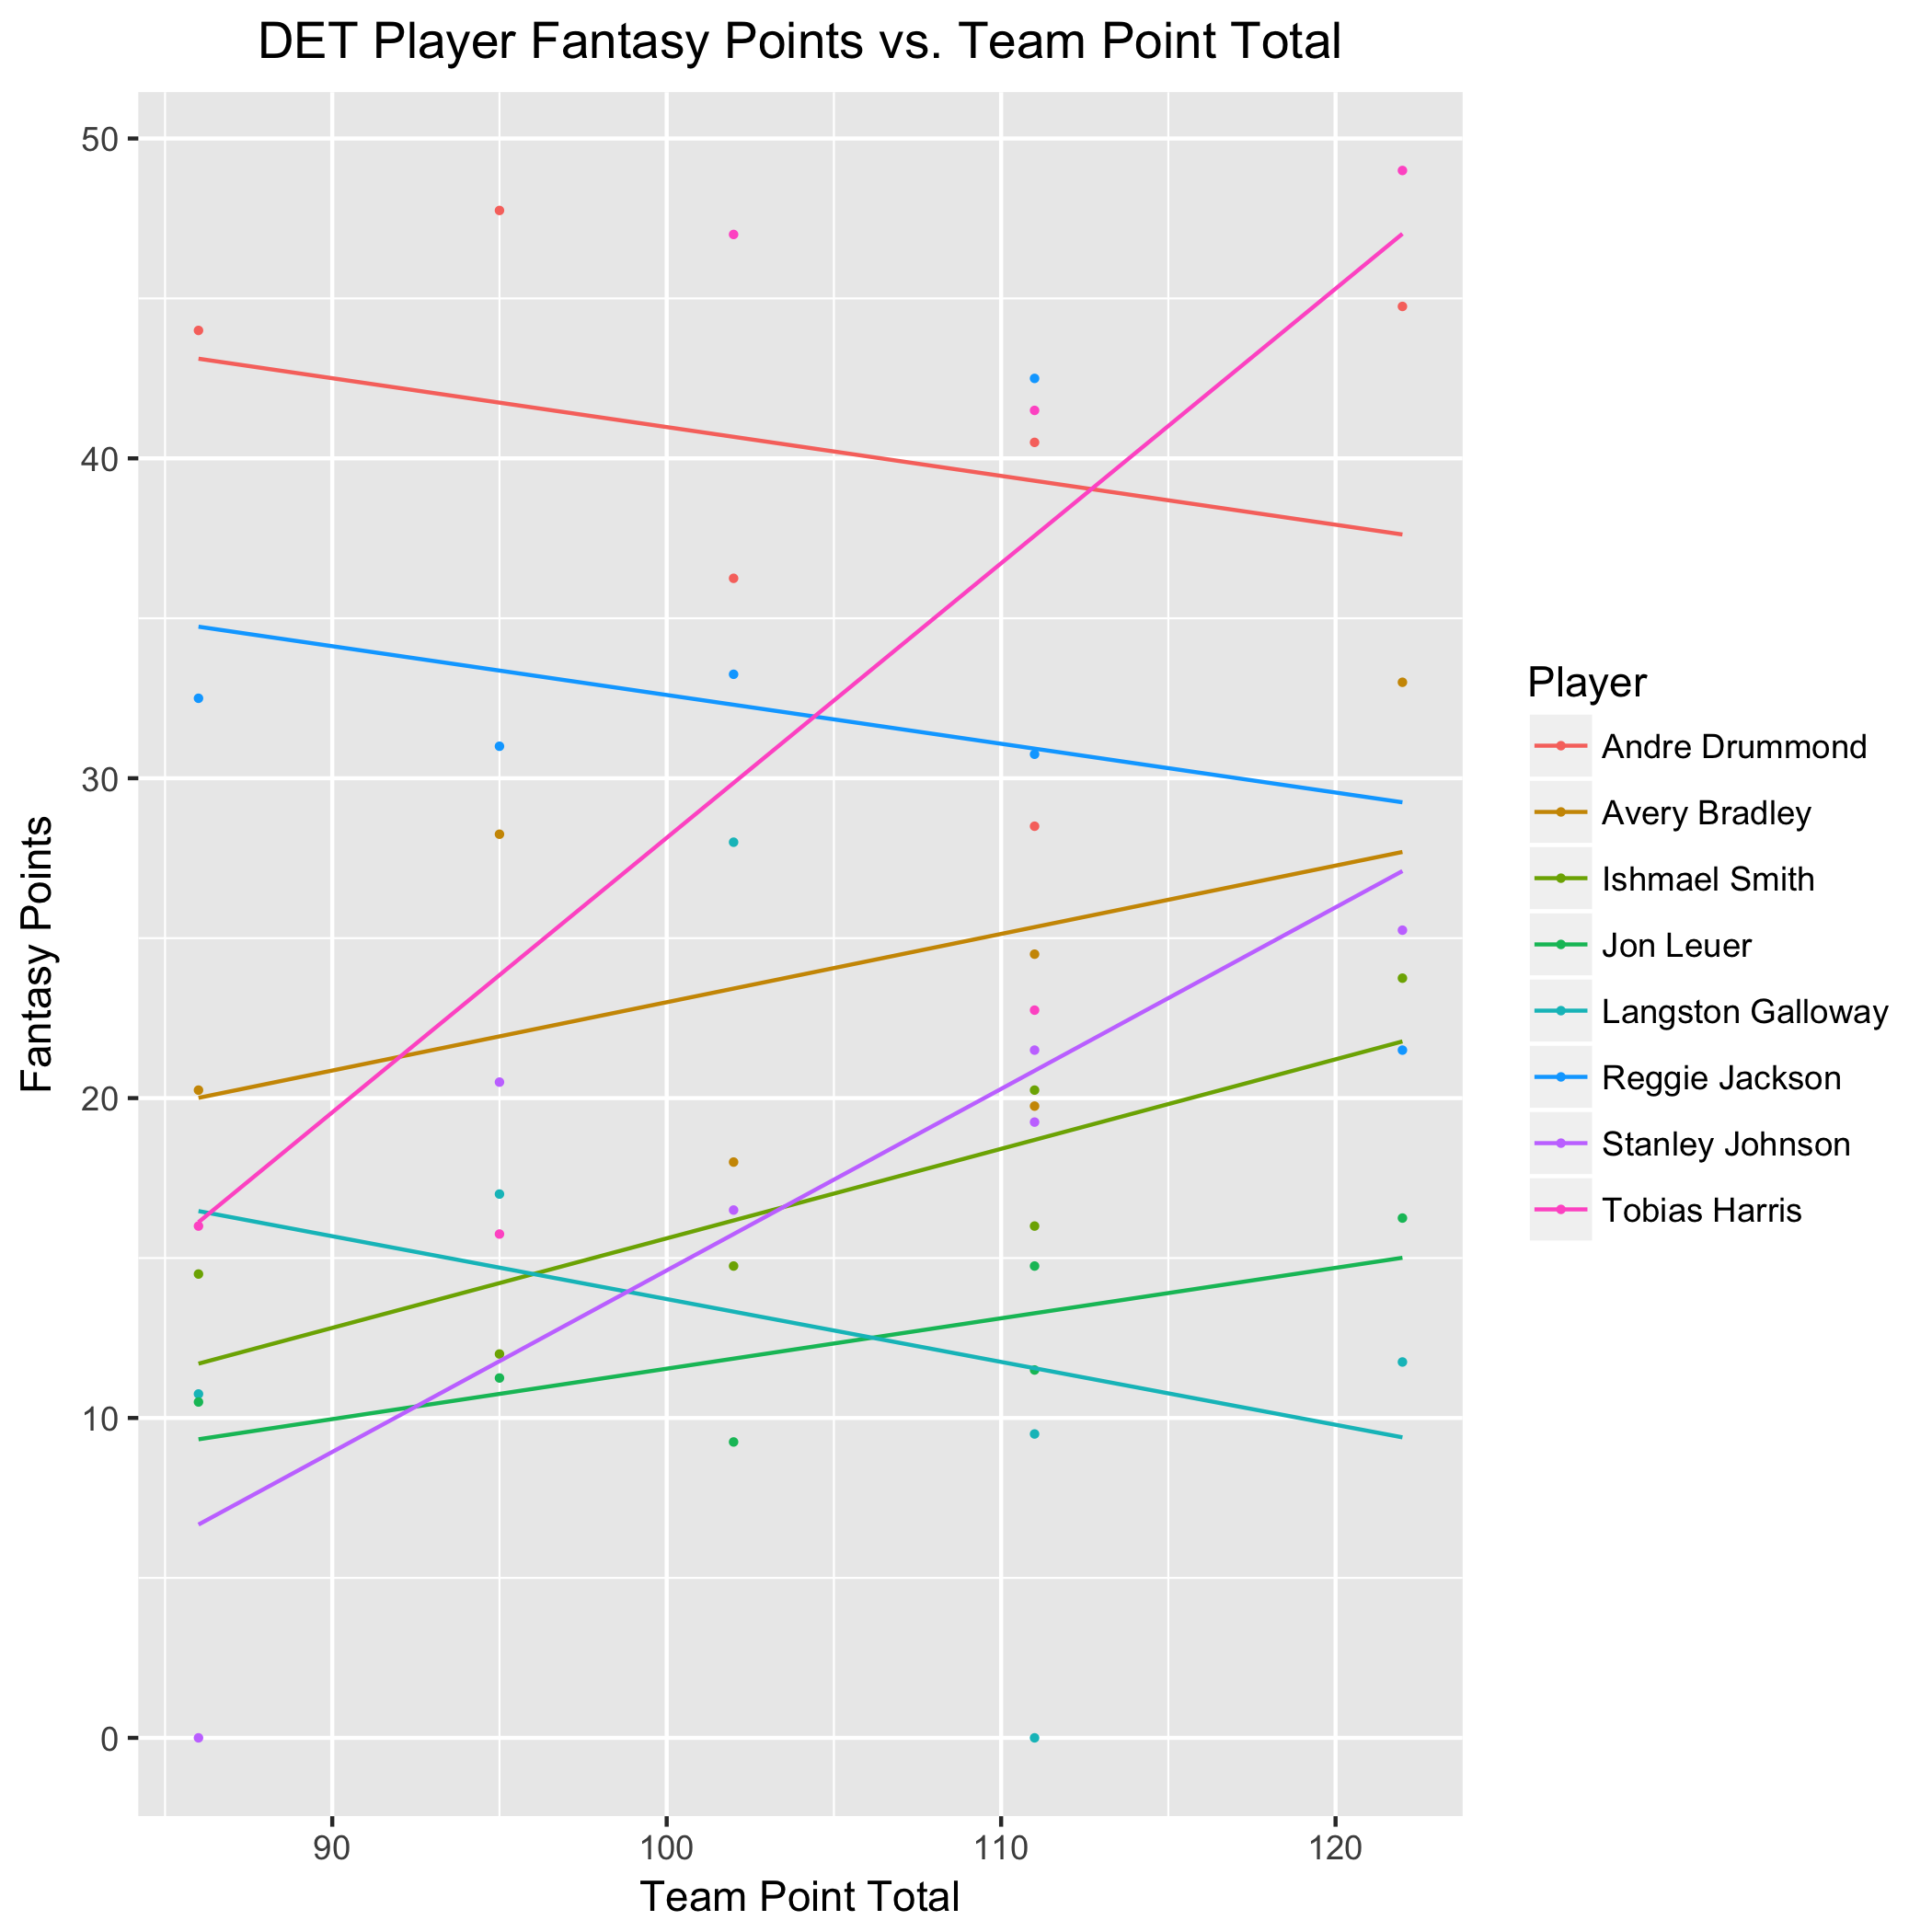 DET Player Fantasy Points vs. Team Point Total
Fantasy Points
50
40
30
20
10
0
90
100
110
120
Team Point Total
Player
Andre Drummond
Avery Bradley
Ishmael Smith
Jon Leuer
Langston Galloway
Reggie Jackson
Stanley Johnson
Tobias Harris